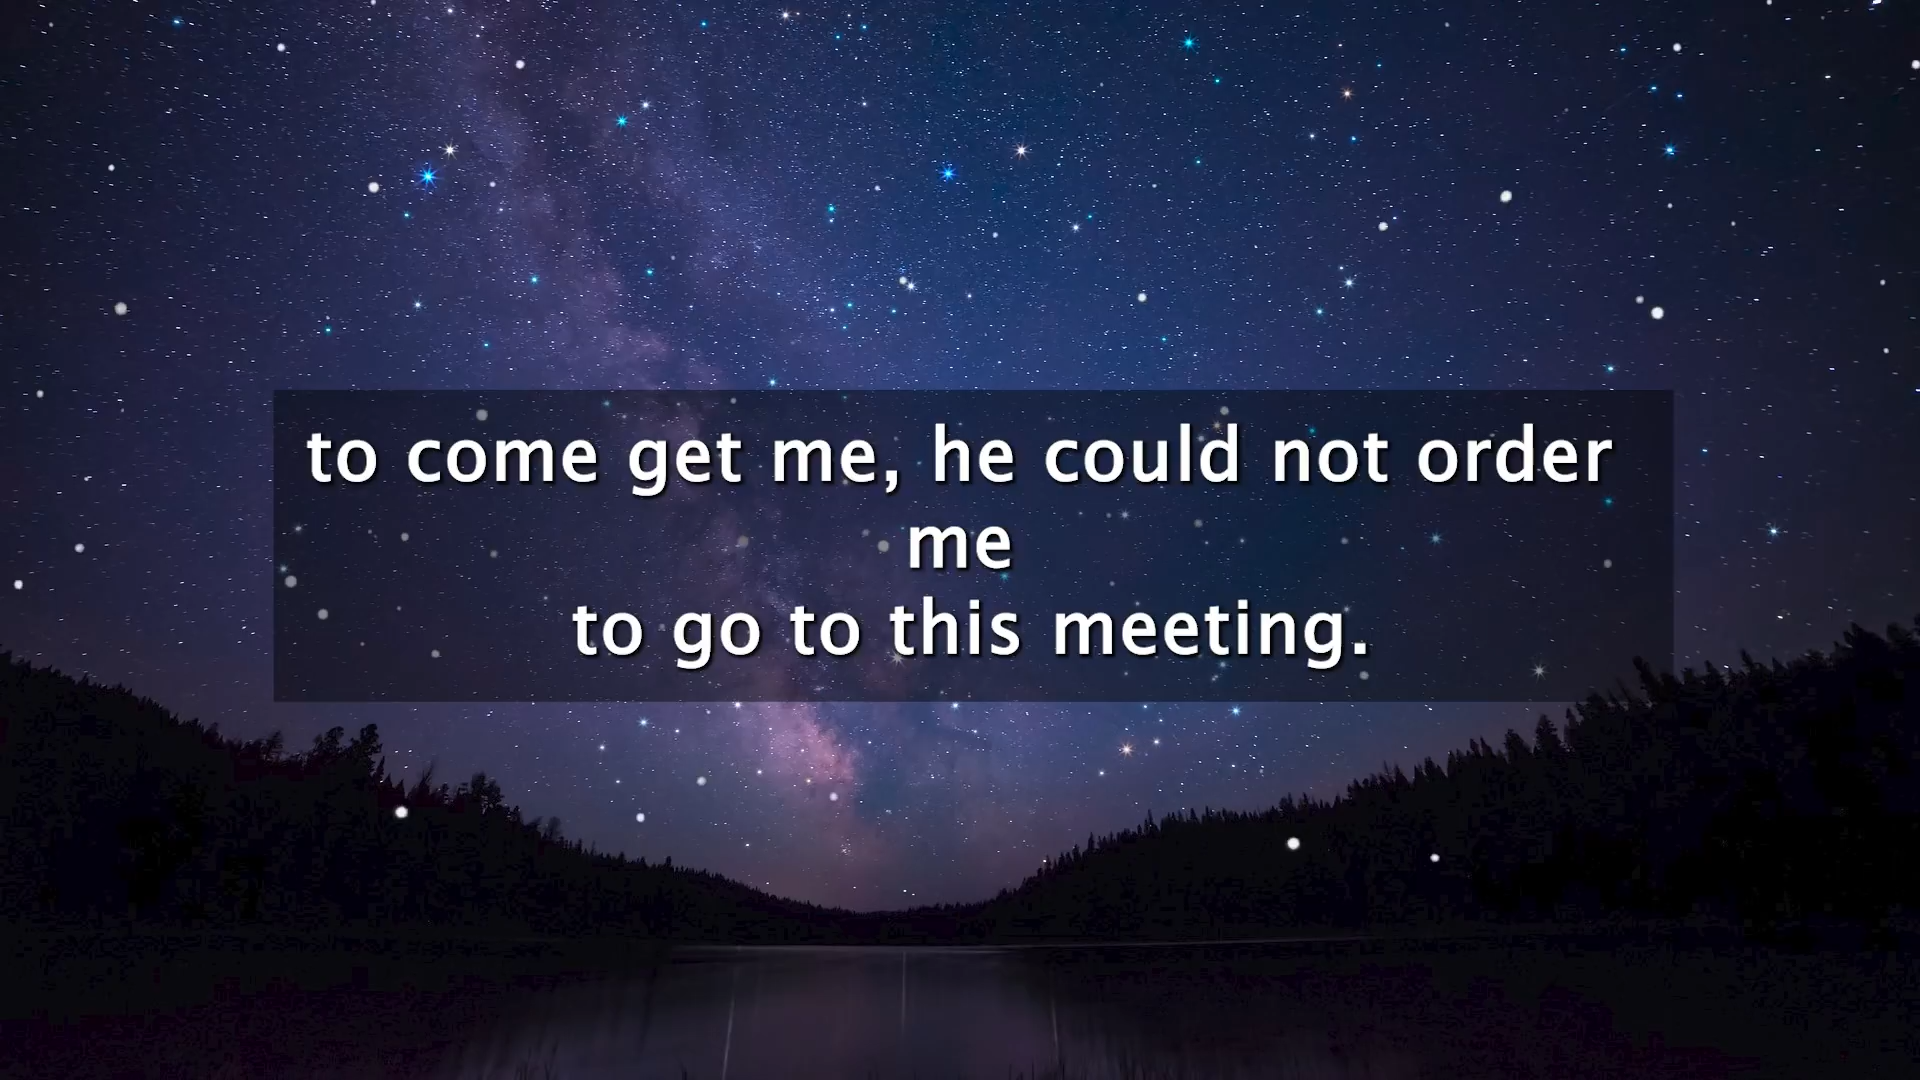 to come get me, he could not order
me
to go to this meeting.